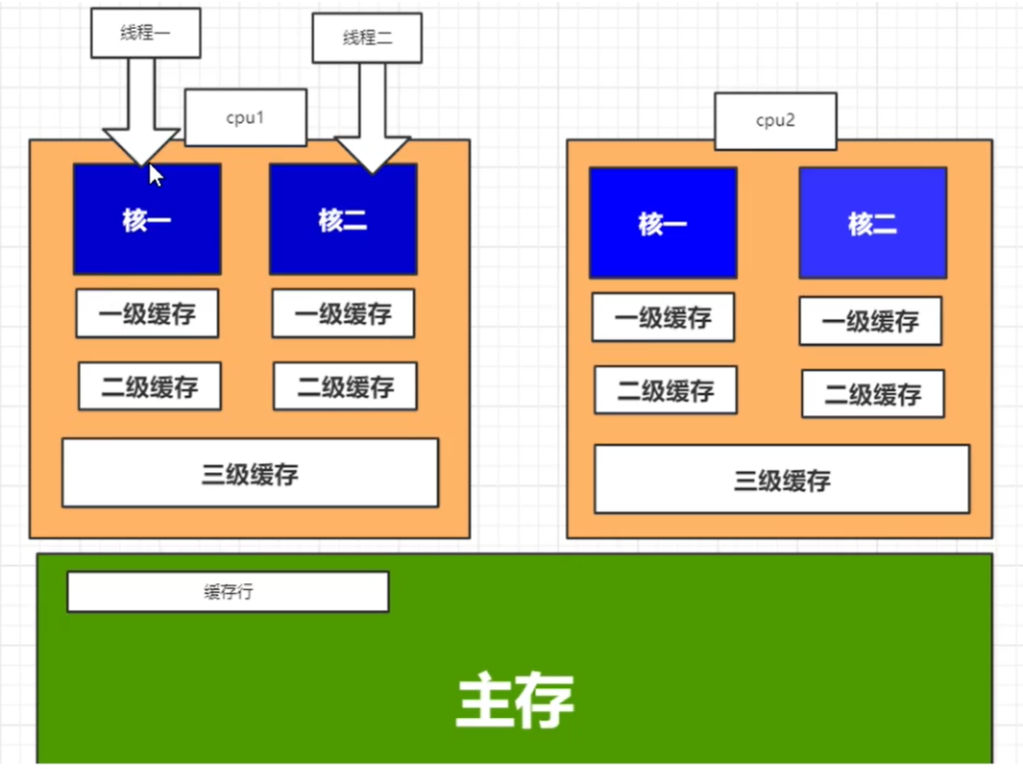 线程一
线程二
cpu1
cpu2
核一
核二
核一
核二
一级缓存
一级缓存
一级缓存
一级缓存
二级缓存
二级缓存
二级缓存
二级缓存
三级缓存
三级缓存
缓存行
主存